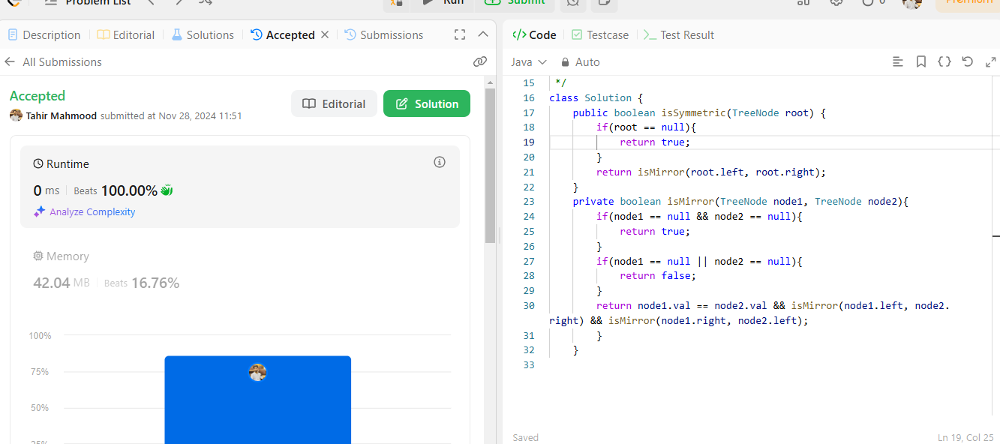 Problem List
Run
Submit
0
Premium
Description
Editorial
Solutions
Accepted
Submissions
All Submissions
Accepted
Tahir Mahmood submitted at Nov 28, 2024 11:51
Editorial
Solution
Runtime
0 ms
Beats 100.00%
Analyze Complexity
Memory
42.04 MB
Beats 16.76%
100%
75%
50%
25%
</> Code
Testcase
Test Result
Java
Auto
15 */
16 class Solution {
17 public boolean isSymmetric(TreeNode root) {
18 if(root == null){
19 return true;
20 }
21 return isMirror(root.left, root.right);
22 }
23 private boolean isMirror(TreeNode node1, TreeNode node2){
24 if(node1 == null && node2 == null){
25 return true;
26 }
27 if(node1 == null || node2 == null){
28 return false;
29 }
30 return node1.val == node2.val && isMirror(node1.left, node2.
right) && isMirror(node1.right, node2.left);
31 }
32 }
33
Saved
Ln 19, Col 25